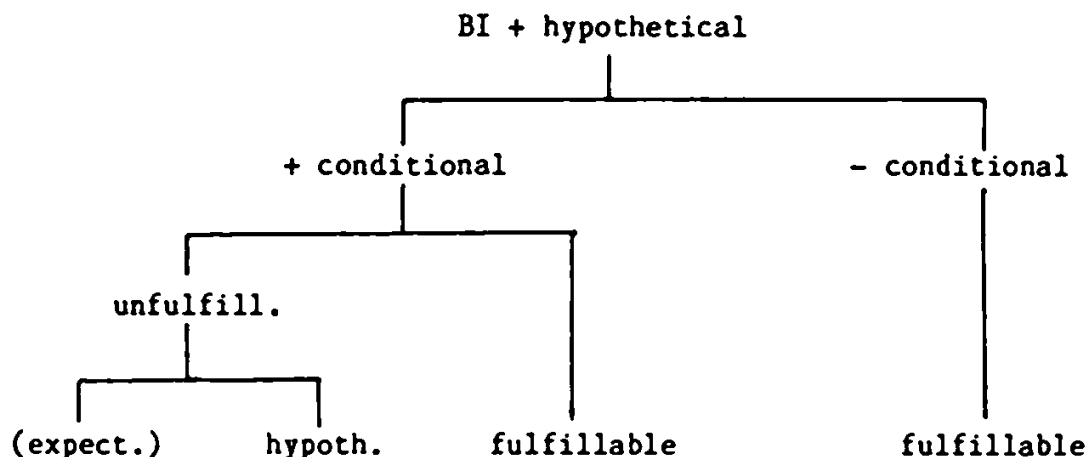 BI + hypothetical
+ conditional - conditional
unfulfill.
(expect.) hypoth. fulfillable fulfillable